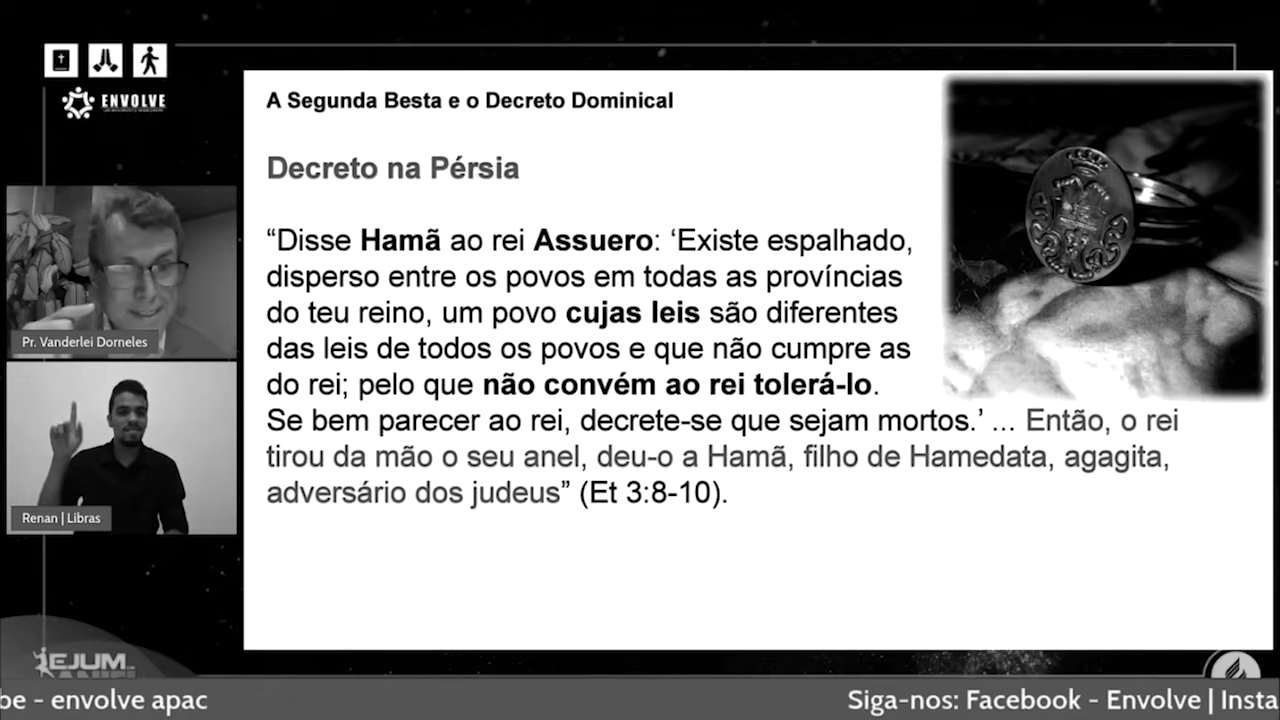 ENVOLVE
A Segunda Besta e o Decreto Dominical
Decreto na Pérsia
“Disse Hamã ao rei Assuero: ‘Existe espalhado,
disperso entre os povos em todas as províncias
do teu reino, um povo cujas leis são diferentes
das leis de todos os povos e que não cumpre as
do rei; pelo que não convém ao rei tolerá-lo.
Se bem parecer ao rei, decrete-se que sejam mortos.’ ... Então, o rei
tirou da mão o seu anel, deu-o a Hamã, filho de Hamedata, agagita,
adversário dos judeus” (Et 3:8-10).
Pr. Vanderlei Dorneles
Renan | Libras
EJUM
be - envolve apac
Siga-nos: Facebook - Envolve | Insta